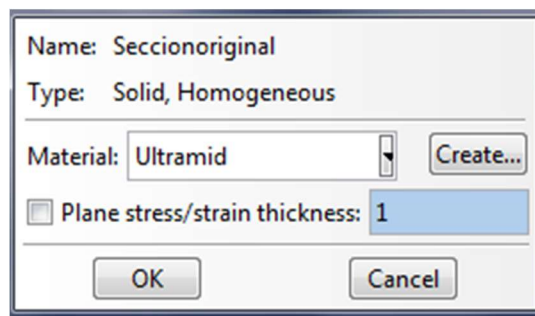 Name: Seccionoriginal
Type: Solid, Homogeneous
Material: Ultramid Create...
Plane stress/strain thickness: 1
OK Cancel